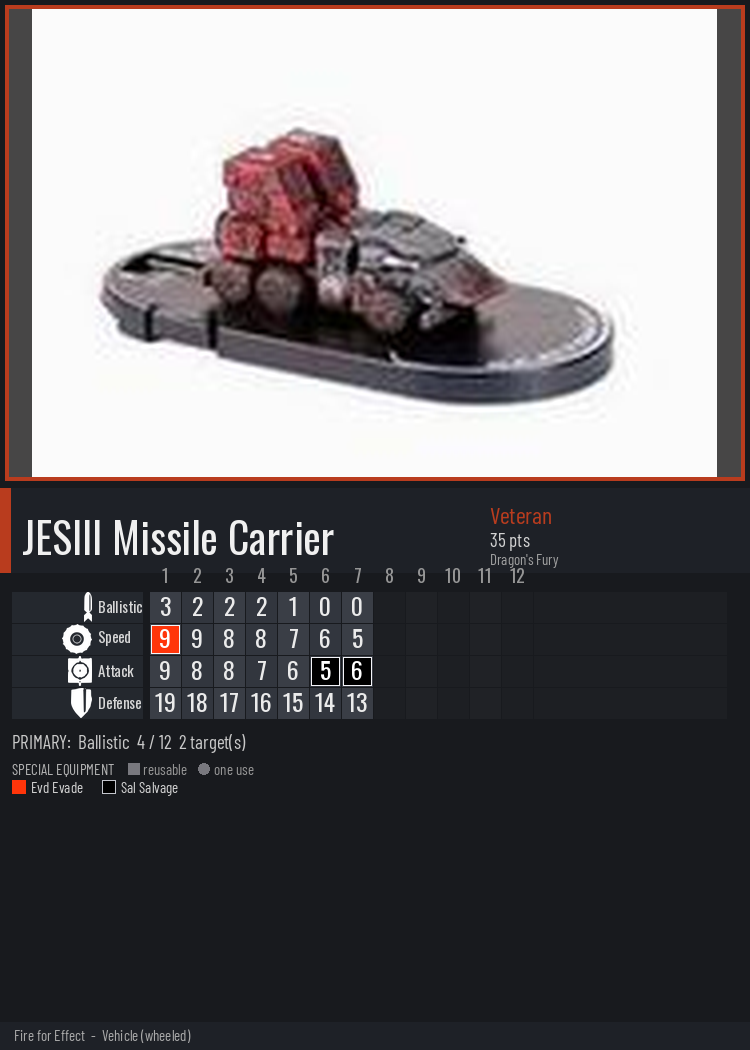 JESIII Missile Carrier
Veteran
35 pts
Dragon's Fury
1 2 3 4 5 6 7 8 9 10 11 12
Ballistic 3 2 2 2 1 0 0
Speed 9 9 8 8 7 6 5
Attack 9 8 8 7 6 5 6
Defense 19 18 17 16 15 14 13
PRIMARY: Ballistic 4 / 12 2 target(s)
SPECIAL EQUIPMENT reusable one use
Evd Evade Sal Salvage
Fire for Effect - Vehicle (wheeled)